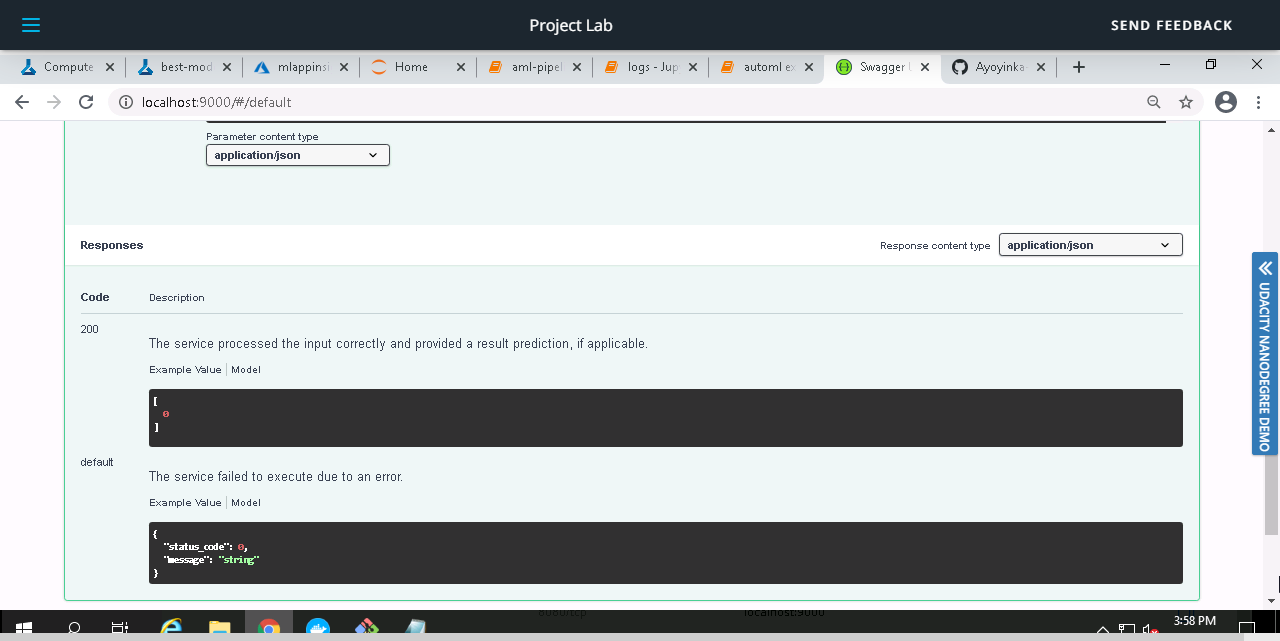 Project Lab
SEND FEEDBACK
Compute
best-mod
mlappinsi
Home
aml-pipel
logs - Jup
automl ex
Swagger
Ayoyinka-
localhost:9000/#/default
Parameter content type
application/json
Responses
Response content type
application/json
Code Description
200
The service processed the input correctly and provided a result prediction, if applicable.
Example Value Model
[
0
]
default
The service failed to execute due to an error.
Example Value Model
{
"status_code": 0,
"message": "string"
}
UDACITY NANODEGREE DEMO
localhost:9000
3:58 PM